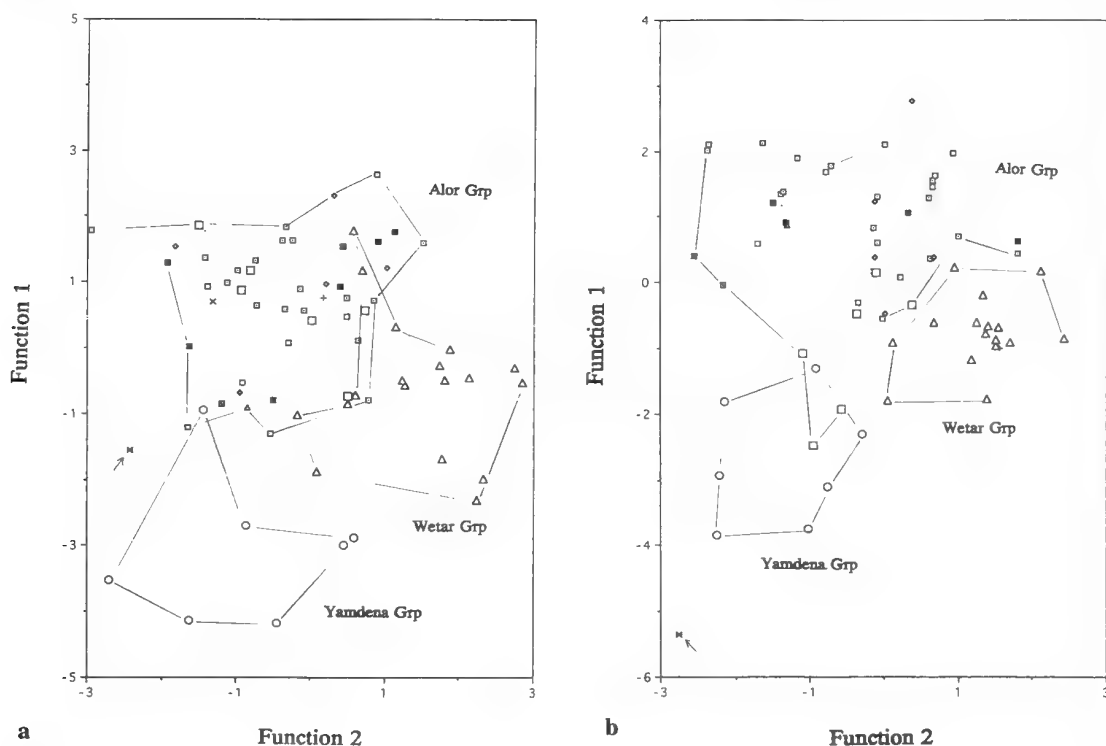 5
3
1
-1
-3
-5
-3
-1
1
3
Function 1
Function 2
Alor Grp
Wetar Grp
Yamdena Grp
a
4
2
0
-2
-4
-6
-3
-1
1
3
Function 1
Function 2
Alor Grp
Wetar Grp
Yamdena Grp
b